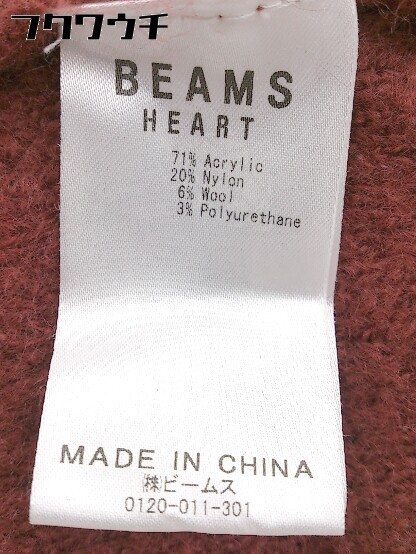 フクワウチ
BEAMS
HEART
71% Acrylic
20% Nylon
6% Wool
3% Polyurethane
MADE IN CHINA
㈱ビームス
0120-011-301